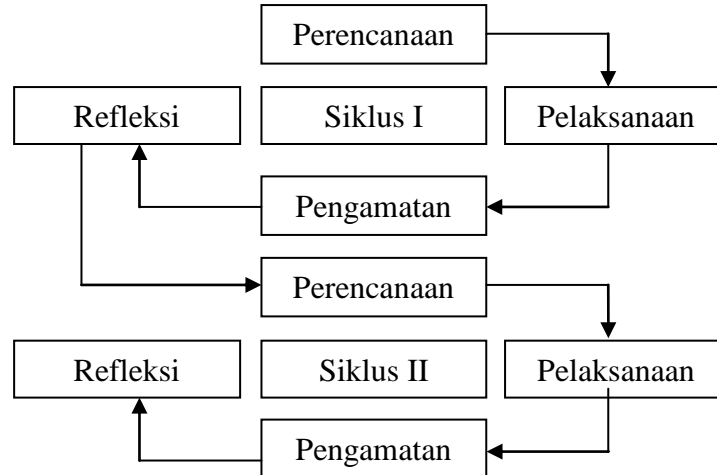 Perencanaan
Refleksi
Siklus I
Pelaksanaan
Pengamatan
Perencanaan
Refleksi
Siklus II
Pelaksanaan
Pengamatan